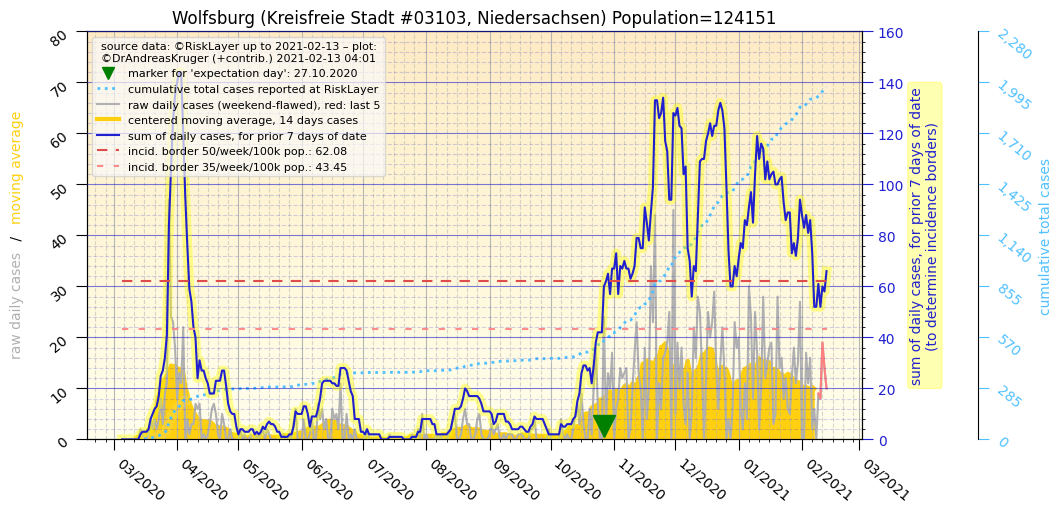 Wolfsburg (Kreisfreie Stadt #03103, Niedersachsen) Population=124151
source data: ©RiskLayer up to 2021-02-13 – plot:
©DrAndreasKruger (+contrib.) 2021-02-13 04:01
marker for 'expectation day': 27.10.2020
cumulative total cases reported at RiskLayer
raw daily cases (weekend-flawed), red: last 5
centered moving average, 14 days cases
sum of daily cases, for prior 7 days of date
incid. border 50/week/100k pop.: 62.08
incid. border 35/week/100k pop.: 43.45
raw daily cases / moving average
80
70
60
50
40
30
20
10
0
03/2020
04/2020
05/2020
06/2020
07/2020
08/2020
09/2020
10/2020
11/2020
12/2020
01/2021
02/2021
03/2021
160
140
120
100
80
60
40
20
0
sum of daily cases, for prior 7 days of date
(to determine incidence borders)
2,280
1,995
1,710
1,425
1,140
855
570
285
0
cumulative total cases